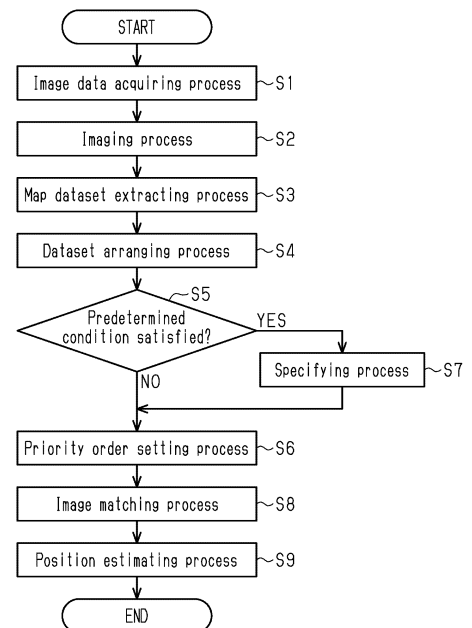 START
Image data acquiring process S1
Imaging process S2
Map dataset extracting process S3
Dataset arranging process S4
S5
Predetermined
condition satisfied?
YES
Specifying process S7
NO
Priority order setting process S6
Image matching process S8
Position estimating process S9
END